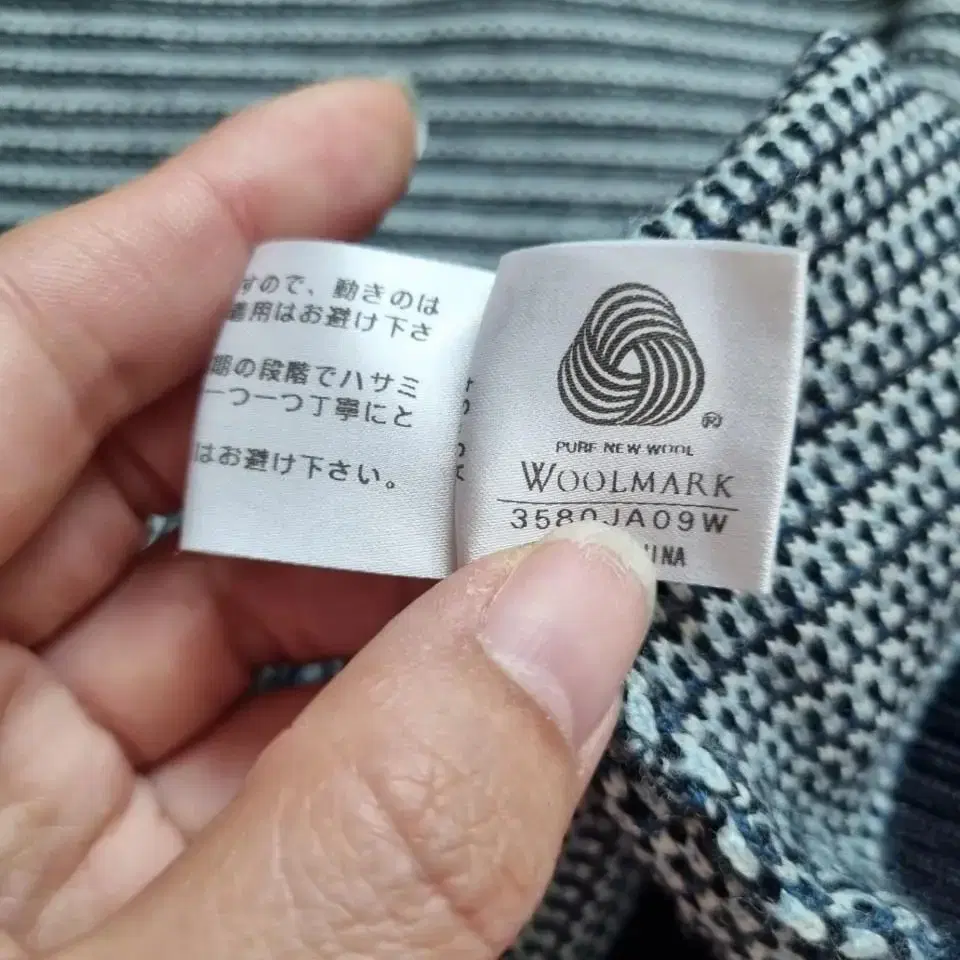 すので、動きのは
着用はお避け下さ
間の段階でハサミ
一つ一つ丁寧にと
はお避け下さい。
®
PURE NEW WOOL
WOOLMARK
3580JA09W